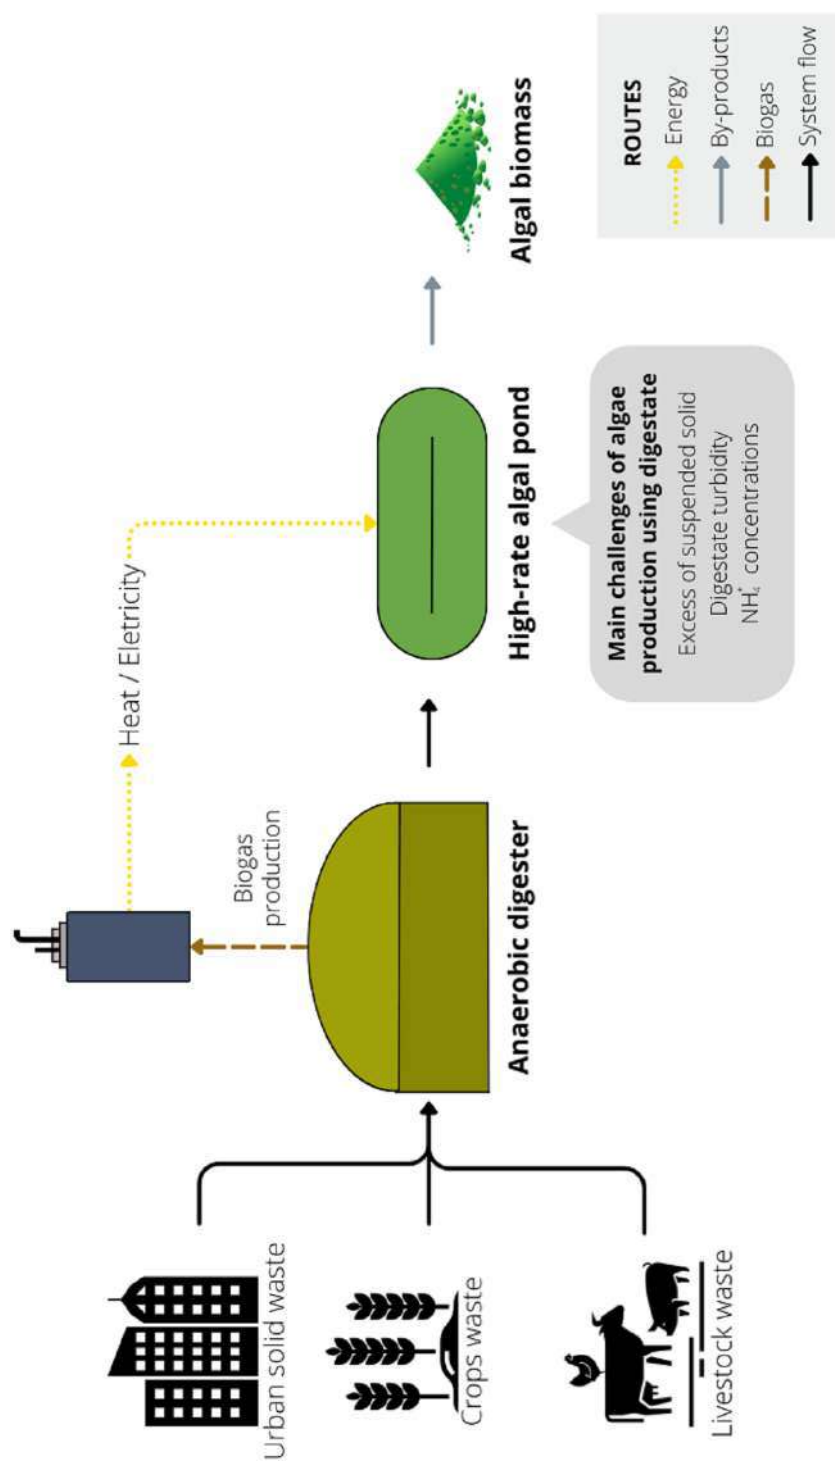 Urban solid waste
Crops waste
Livestock waste
Biogas
production
Anaerobic digester
Heat / Eletricity
High-rate algal pond
Main challenges of algae
production using digestate
Excess of suspended solid
Digestate turbidity
NH₄⁺ concentrations
Algal biomass
ROUTES
Energy
By-products
Biogas
System flow